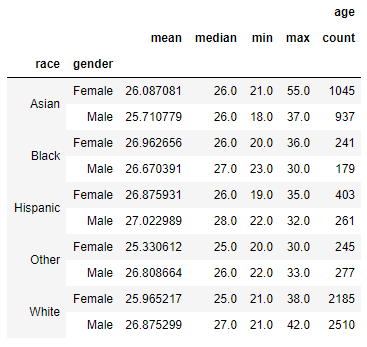 age
mean median min max count
race gender
Asian Female 26.087081 26.0 21.0 55.0 1045
Male 25.710779 26.0 18.0 37.0 937
Black Female 26.962656 26.0 20.0 36.0 241
Male 26.670391 27.0 23.0 30.0 179
Hispanic Female 26.875931 26.0 19.0 35.0 403
Male 27.022989 28.0 22.0 32.0 261
Other Female 25.330612 25.0 20.0 30.0 245
Male 26.808664 26.0 22.0 33.0 277
White Female 25.965217 25.0 21.0 38.0 2185
Male 26.875299 27.0 21.0 42.0 2510